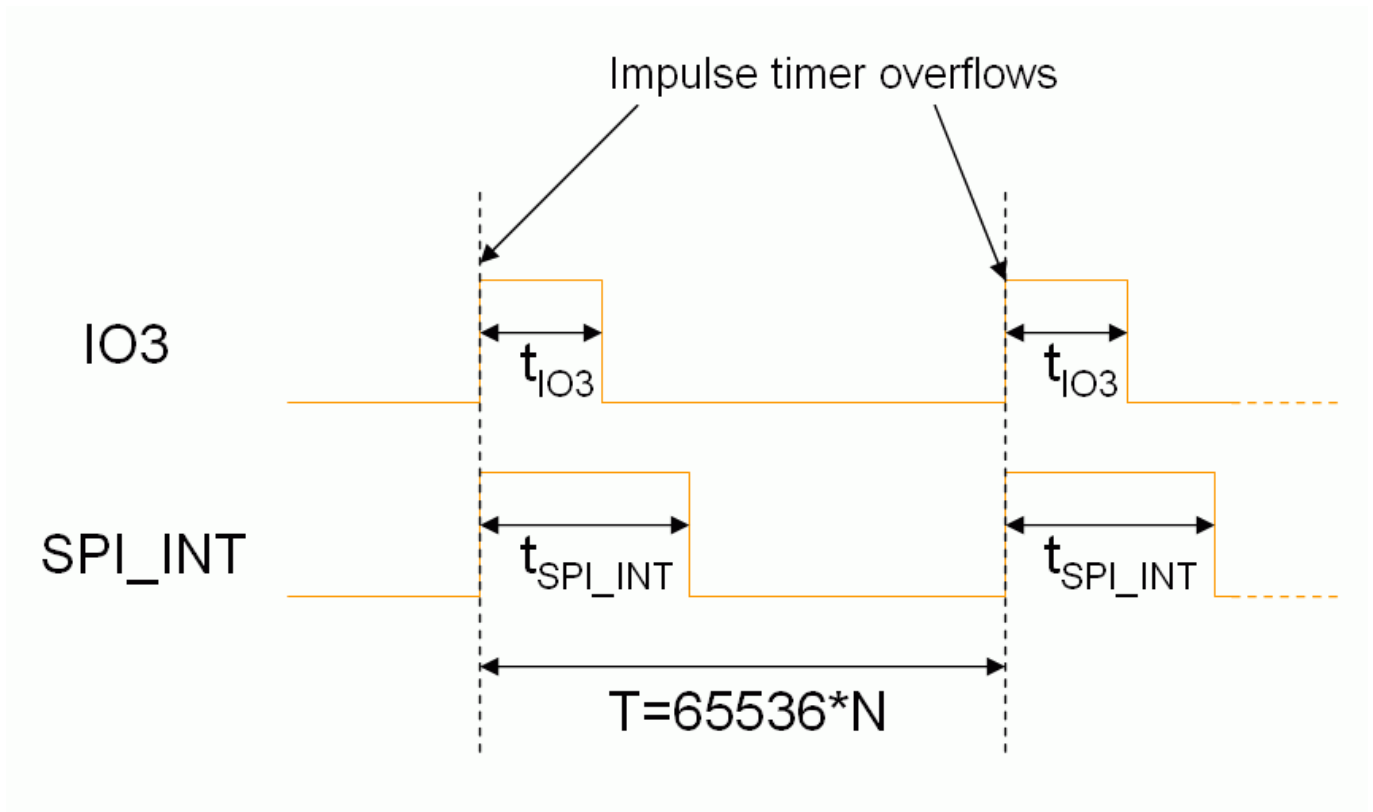 Impulse timer overflows
IO3
tIO3
tIO3
SPI_INT
tSPI_INT
tSPI_INT
T=65536*N